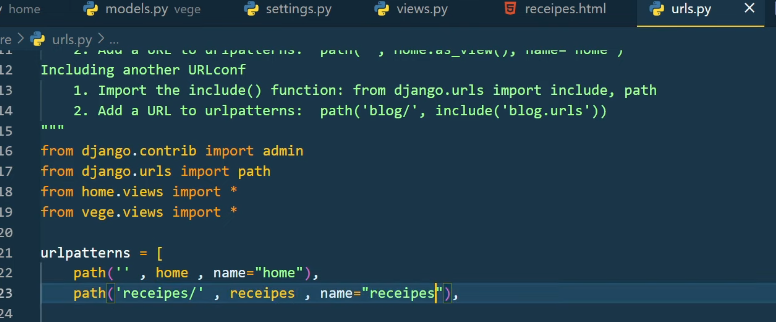 home
models.py vege
settings.py
views.py
receipes.html
urls.py
re > urls.py > ...
11 2. Add a URL to urlpatterns: path('', Home.as_view(), name='home')
12 Including another URLconf
13 1. Import the include() function: from django.urls import include, path
14 2. Add a URL to urlpatterns: path('blog/', include('blog.urls'))
15 """
16 from django.contrib import admin
17 from django.urls import path
18 from home.views import *
19 from vege.views import *
20
21 urlpatterns = [
22 path('' , home , name="home"),
23 path('receipes/' , receipes , name="receipes"),
24